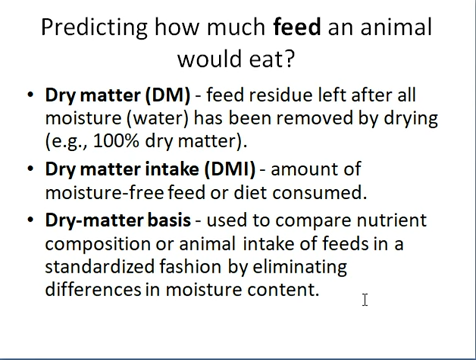 Predicting how much feed an animal
would eat?
• Dry matter (DM) - feed residue left after all
moisture (water) has been removed by drying
(e.g., 100% dry matter).
• Dry matter intake (DMI) - amount of
moisture-free feed or diet consumed.
• Dry-matter basis - used to compare nutrient
composition or animal intake of feeds in a
standardized fashion by eliminating
differences in moisture content.